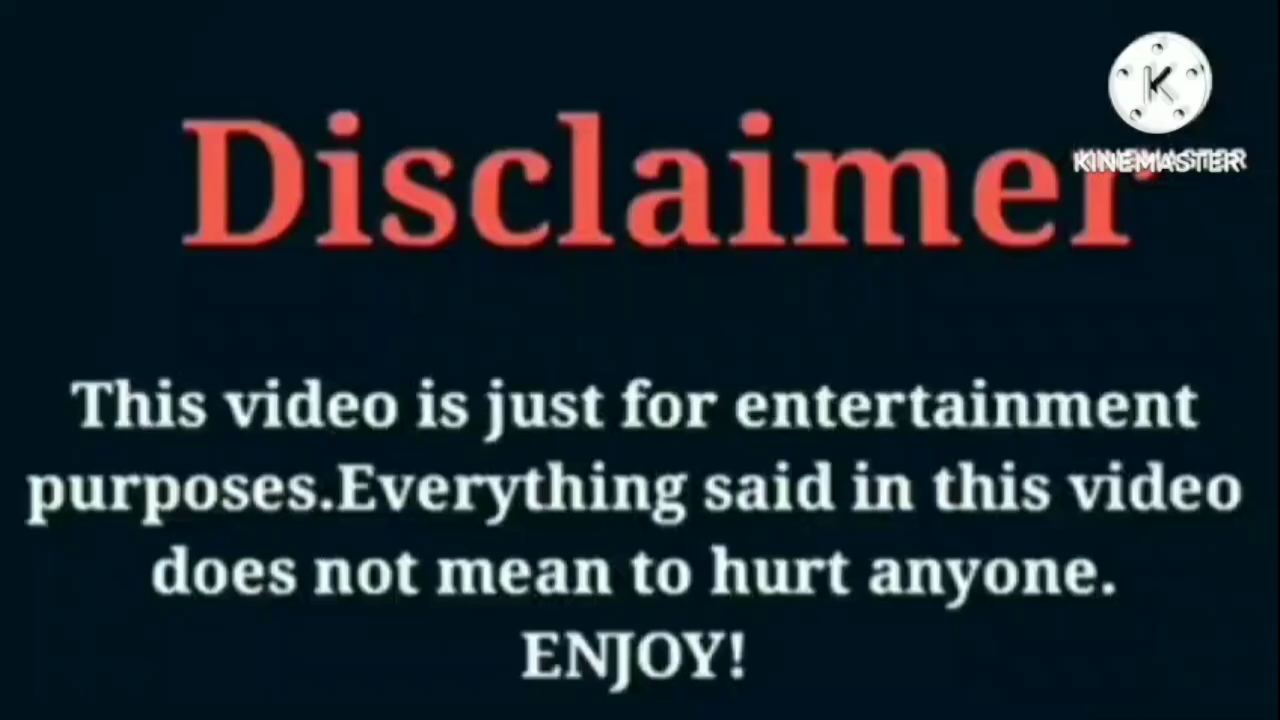 K
KINEMASTER
Disclaimer
This video is just for entertainment
purposes.Everything said in this video
does not mean to hurt anyone.
ENJOY!